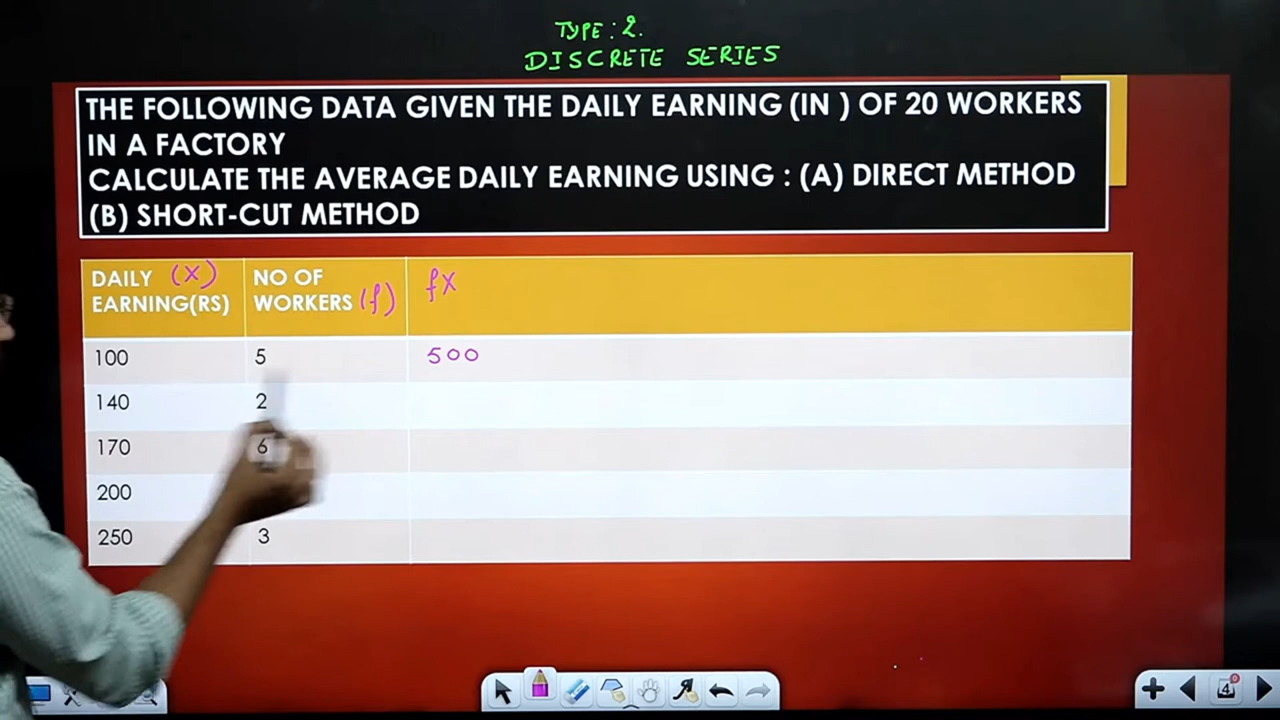 TYPE : 2.
DISCRETE SERIES
THE FOLLOWING DATA GIVEN THE DAILY EARNING (IN ) OF 20 WORKERS
IN A FACTORY
CALCULATE THE AVERAGE DAILY EARNING USING : (A) DIRECT METHOD
(B) SHORT-CUT METHOD
DAILY (X) NO OF fX
EARNING(RS) WORKERS (f)
100 5 500
140 2
170 6
200
250 3
4